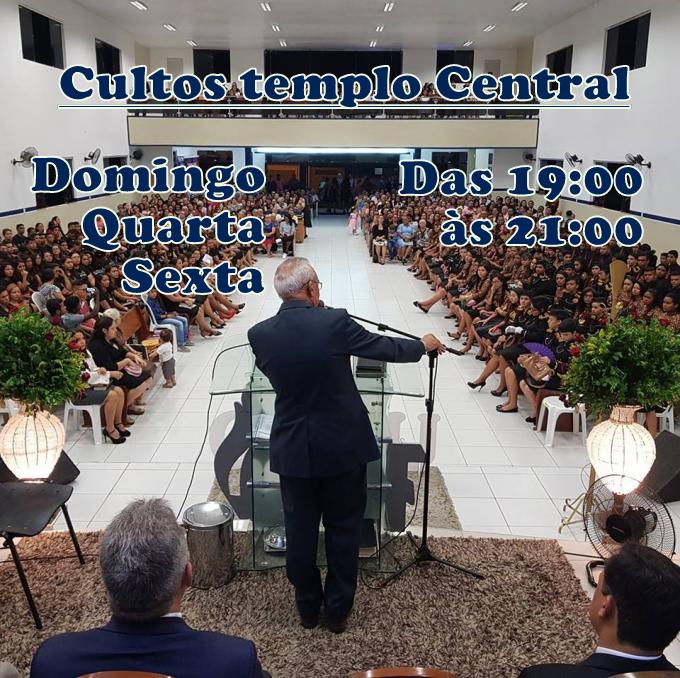 Cultos templo Central
Domingo
Quarta
Sexta
Das 19:00
às 21:00